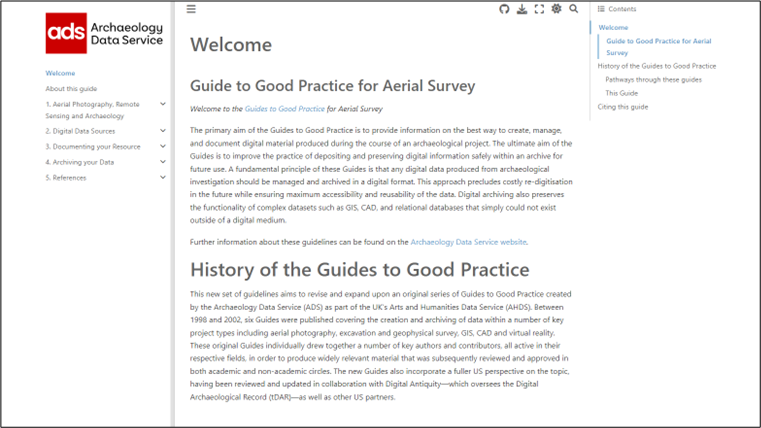 ads Archaeology
Data Service
Welcome
About this guide
1. Aerial Photography, Remote
Sensing and Archaeology
2. Digital Data Sources
3. Documenting your Resource
4. Archiving your Data
5. References
Welcome
Guide to Good Practice for Aerial Survey
Welcome to the Guides to Good Practice for Aerial Survey
The primary aim of the Guides to Good Practice is to provide information on the best way to create, manage,
and document digital material produced during the course of an archaeological project. The ultimate aim of the
Guides is to improve the practice of depositing and preserving digital information safely within an archive for
future use. A fundamental principle of these Guides is that any digital data produced from archaeological
investigation should be managed and archived in a digital format. This approach precludes costly re-digitisation
in the future while ensuring maximum accessibility and reusability of the data. Digital archiving also preserves
the functionality of complex datasets such as GIS, CAD, and relational databases that simply could not exist
outside of a digital medium.
Further information about these guidelines can be found on the Archaeology Data Service website.
History of the Guides to Good Practice
This new set of guidelines aims to revise and expand upon an original series of Guides to Good Practice created
by the Archaeology Data Service (ADS) as part of the UK's Arts and Humanities Data Service (AHDS). Between
1998 and 2002, six Guides were published covering the creation and archiving of data within a number of key
project types including aerial photography, excavation and geophysical survey, GIS, CAD and virtual reality.
These original Guides individually drew together a number of key authors and contributors, all active in their
respective fields, in order to produce widely relevant material that was subsequently reviewed and approved in
both academic and non-academic circles. The new Guides also incorporate a fuller US perspective on the topic,
having been reviewed and updated in collaboration with Digital Antiquity—which oversees the Digital
Archaeological Record (tDAR)—as well as other US partners.
Contents
Welcome
Guide to Good Practice for Aerial
Survey
History of the Guides to Good Practice
Pathways through these guides
This Guide
Citing this guide